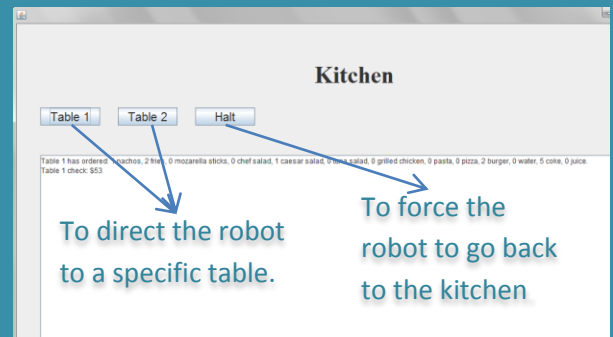 Kitchen
Table 1 Table 2 Halt
Table 1 has ordered: nachos, 2 fries, 0 mozarella sticks, 0 chef salad, 1 caesar salad, 0 tuna salad, 0 grilled chicken, 0 pasta, 0 pizza, 2 burger, 0 water, 5 coke, 0 juice.
Table 1 check: $53
To direct the robot
to a specific table.
To force the
robot to go back
to the kitchen